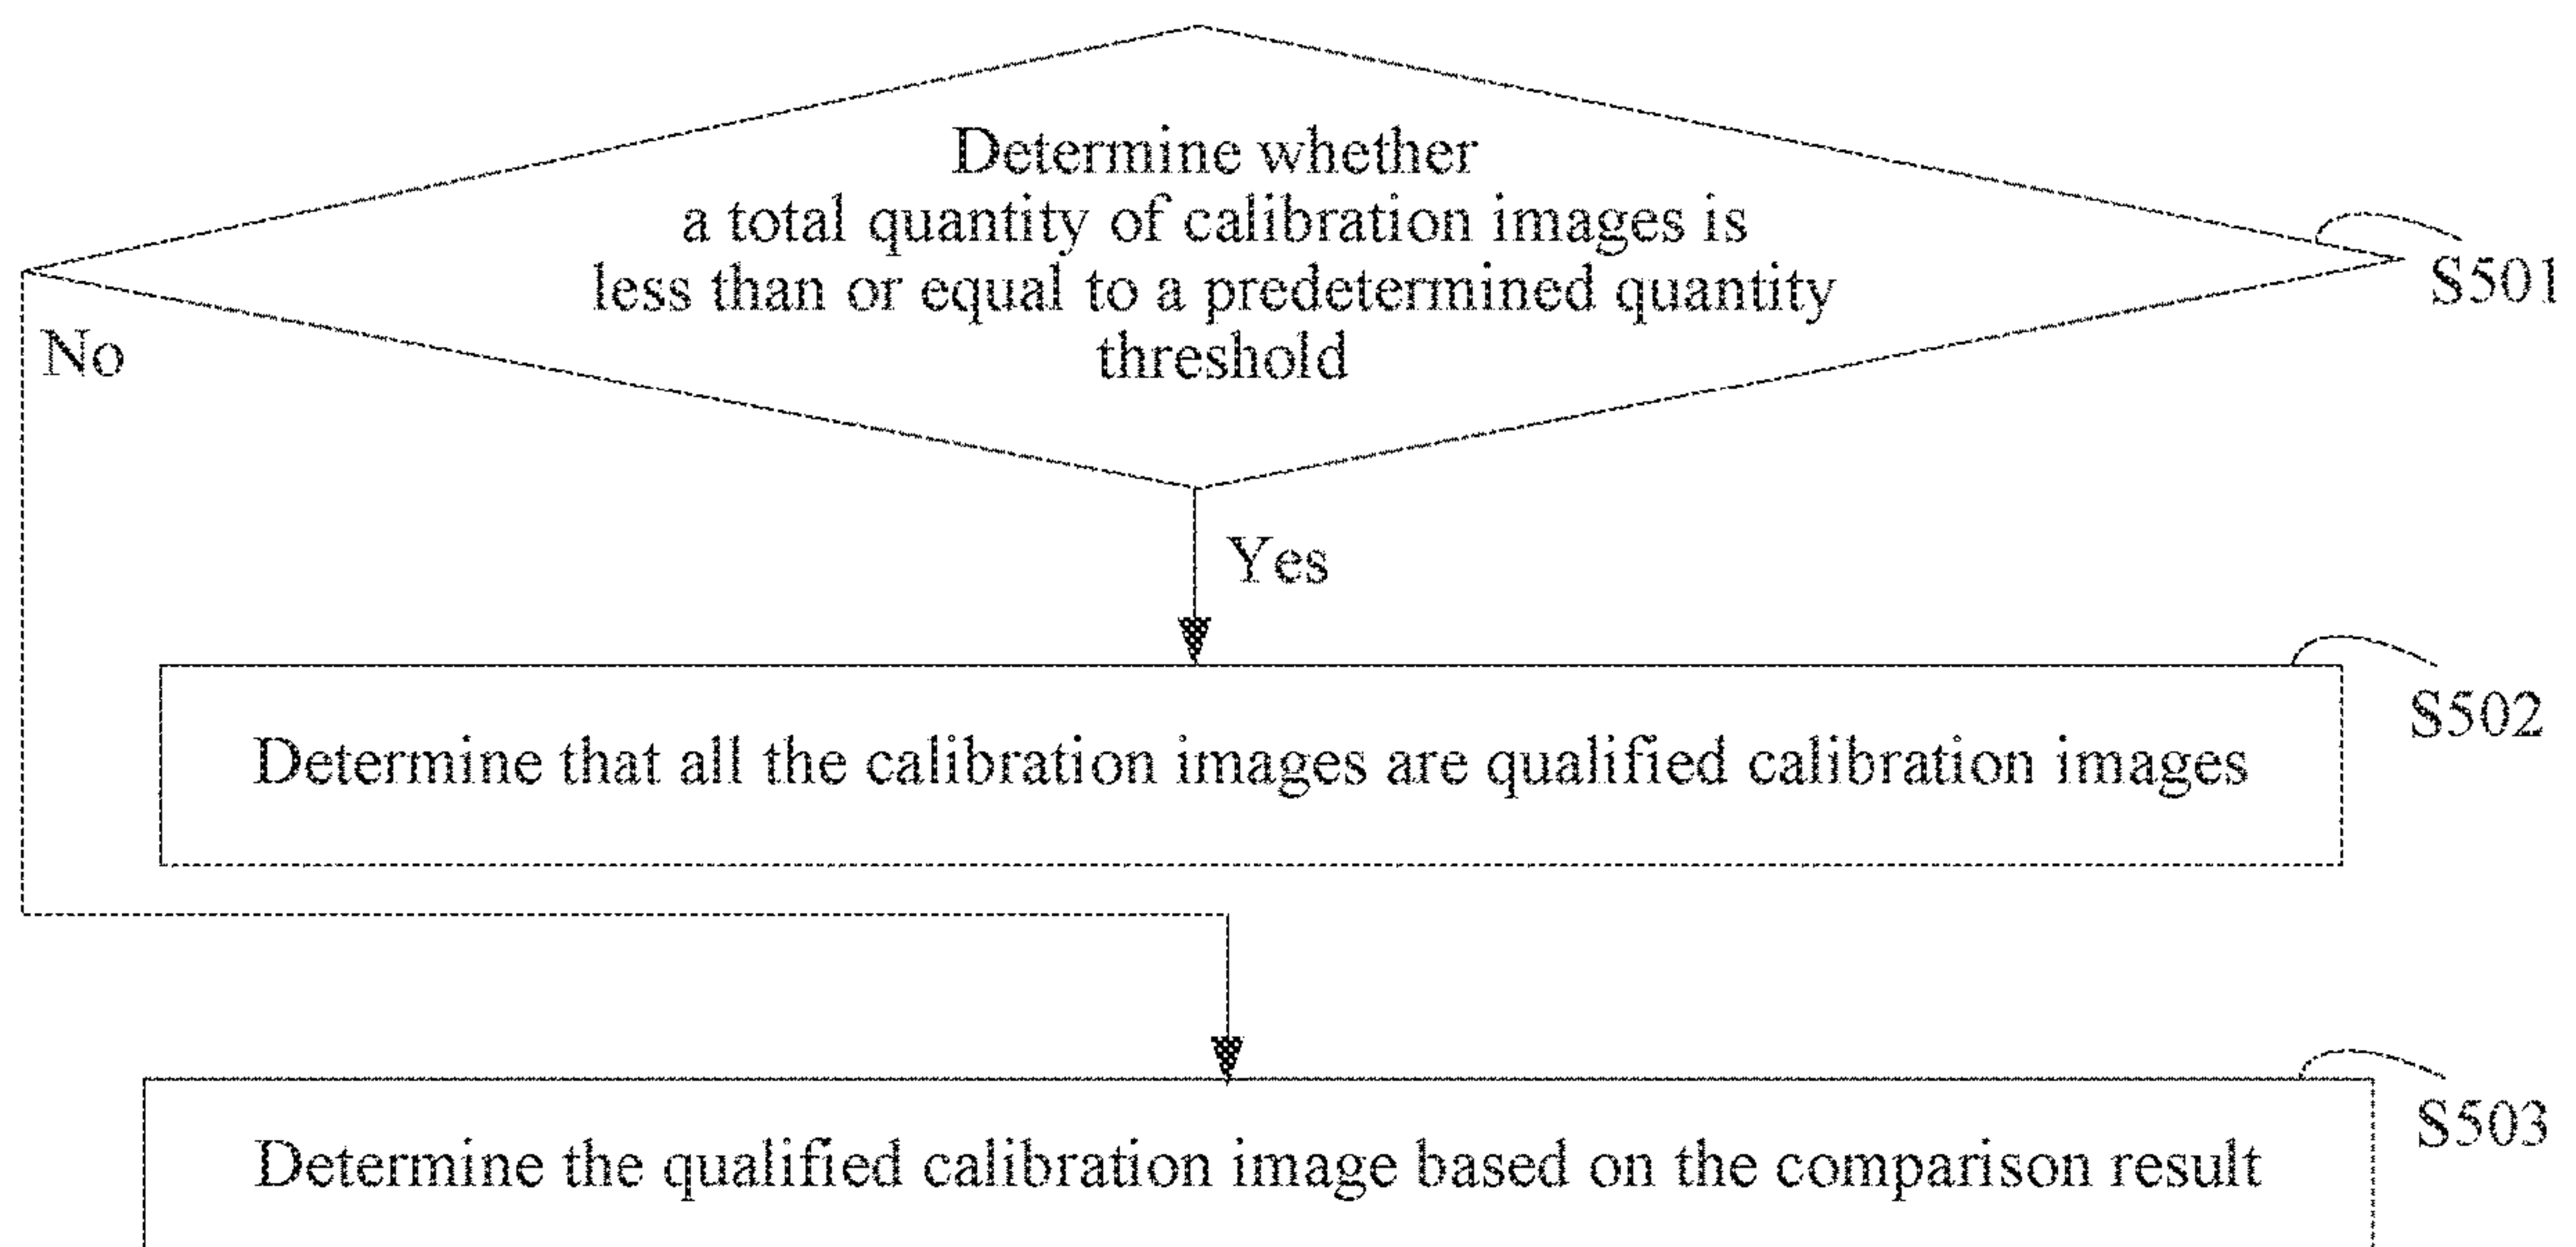 Determine whether
a total quantity of calibration images is
less than or equal to a predetermined quantity
threshold
S501
No
Yes
S502
Determine that all the calibration images are qualified calibration images
S503
Determine the qualified calibration image based on the comparison result